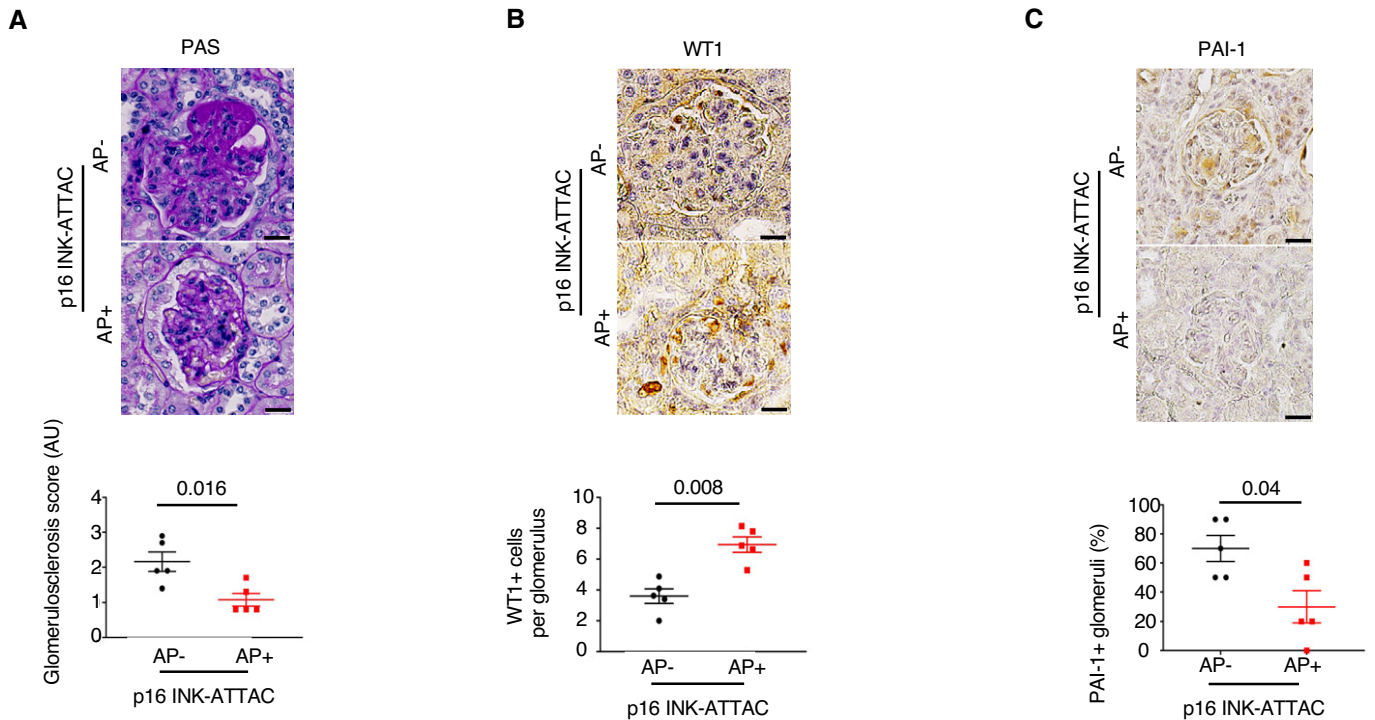 A
PAS
AP-
AP+
p16 INK-ATTAC
Glomerulosclerosis score (AU)
4
3
2
1
0
0.016
AP-
AP+
p16 INK-ATTAC
B
WT1
AP-
AP+
p16 INK-ATTAC
WT1+ cells
per glomerulus
10
8
6
4
2
0
0.008
AP-
AP+
p16 INK-ATTAC
C
PAI-1
AP-
AP+
p16 INK-ATTAC
PAI-1+ glomeruli (%)
100
80
60
40
20
0
0.04
AP-
AP+
p16 INK-ATTAC